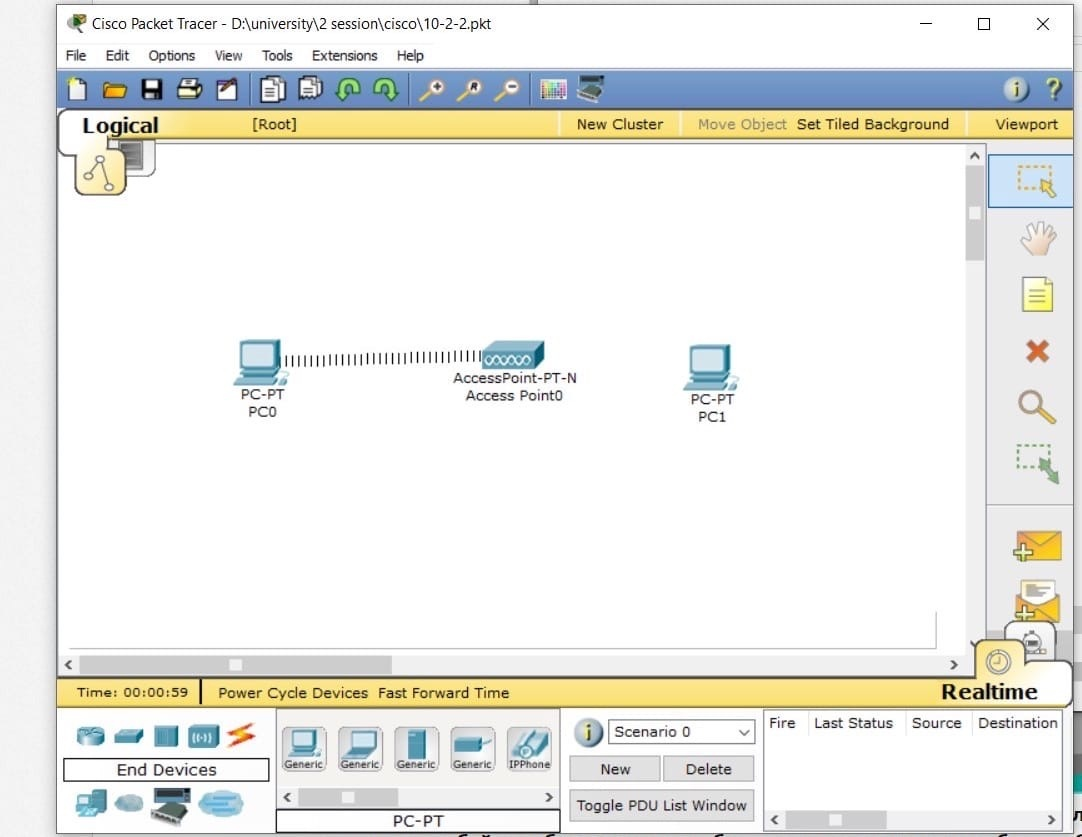 Cisco Packet Tracer - D:\university\2 session\cisco\10-2-2.pkt
File Edit Options View Tools Extensions Help
Logical [Root] New Cluster Move Object Set Tiled Background Viewport
PC-PT
PC0
AccessPoint-PT-N
Access Point0
PC-PT
PC1
Time: 00:00:59 Power Cycle Devices Fast Forward Time
Realtime
End Devices
Generic Generic Generic Generic IPPhone
PC-PT
Scenario 0
New Delete
Toggle PDU List Window
Fire Last Status Source Destination